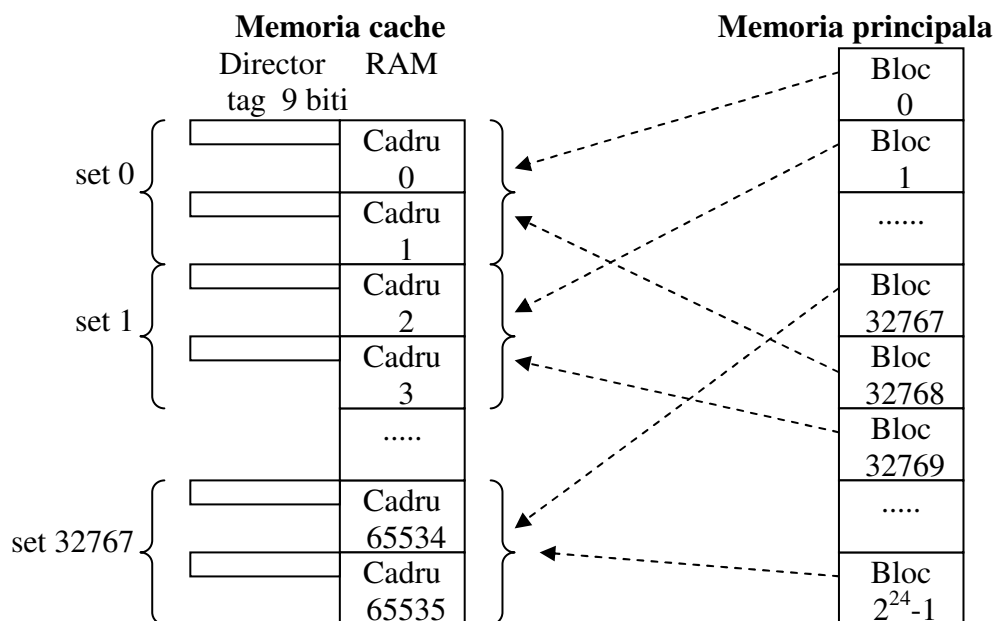 Memoria cache
Director RAM
tag 9 biti
set 0
Cadru
0
Cadru
1
set 1
Cadru
2
Cadru
3
.....
set 32767
Cadru
65534
Cadru
65535
Memoria principala
Bloc
0
Bloc
1
......
Bloc
32767
Bloc
32768
Bloc
32769
.....
Bloc
2^24-1